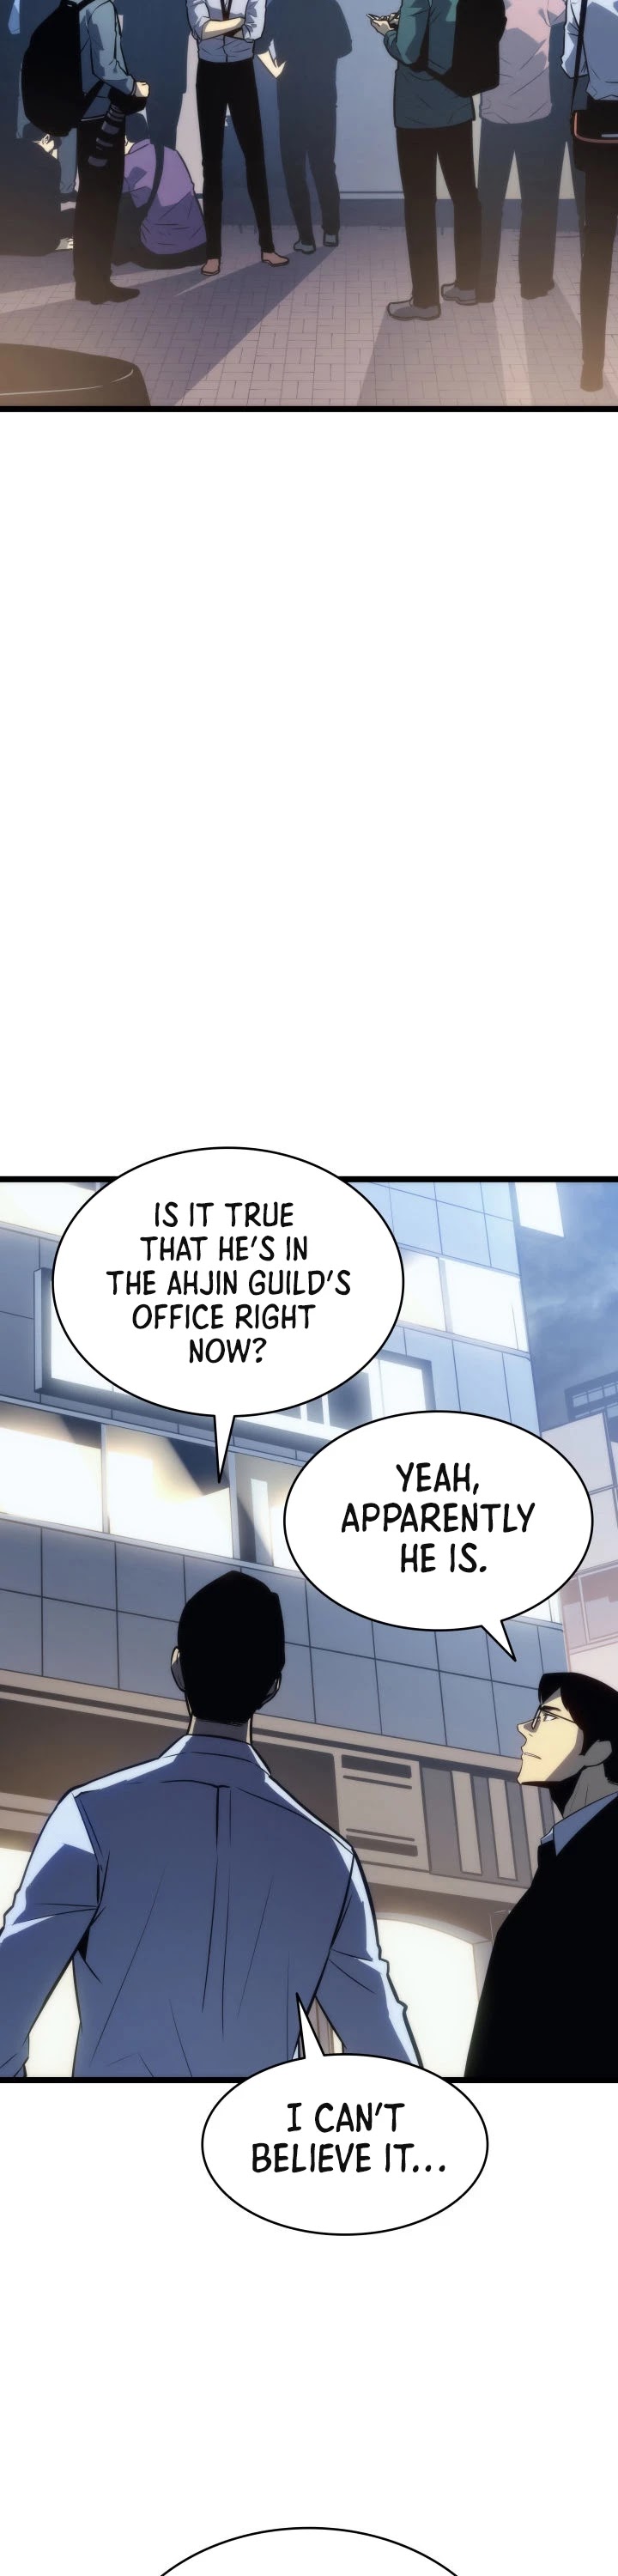 IS IT TRUE
THAT HE'S IN
THE AHJIN GUILD'S
OFFICE RIGHT
NOW?
YEAH,
APPARENTLY
HE IS.
I CAN'T
BELIEVE IT...